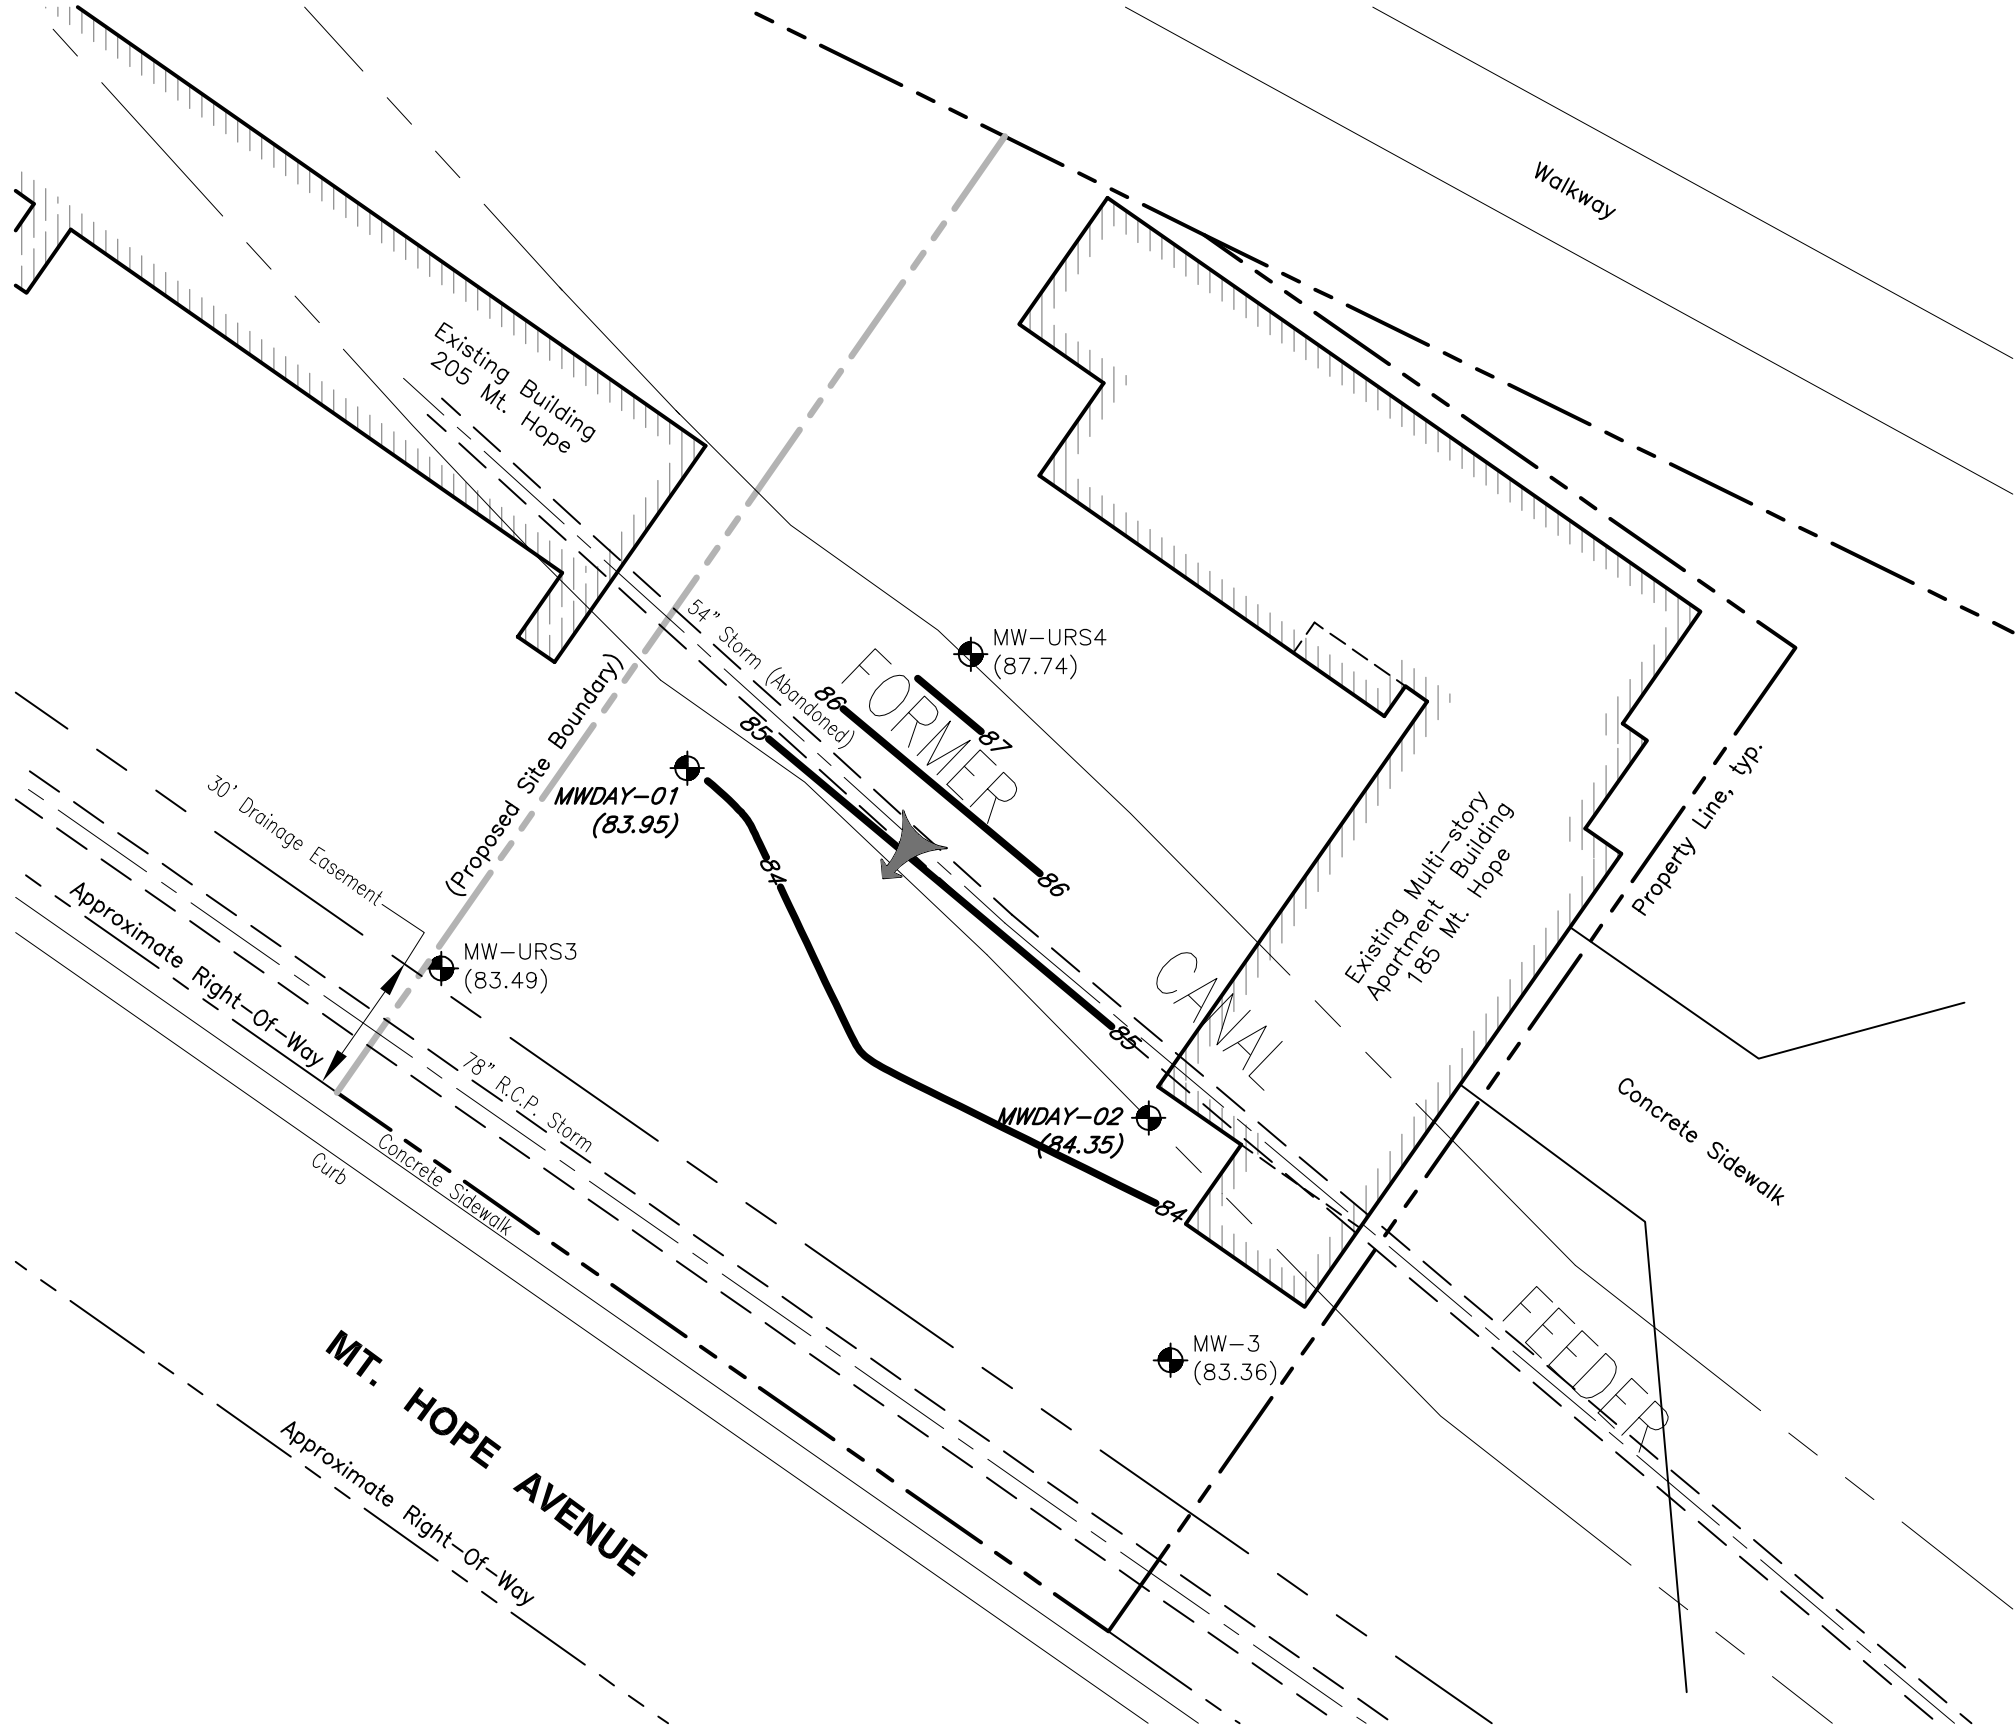 Walkway
Existing Building
205 Mt. Hope
54" Storm (Abandoned)
MW-URS4
(87.74)
FORMER
86
87
85
(Proposed Site Boundary)
MWDAY-01
(83.95)
30' Drainage Easement
84
86
Existing Multi-story
Apartment Building
185 Mt. Hope
Property Line, typ.
Approximate Right-Of-Way
MW-URS3
(83.49)
CANAL
85
78" R.C.P. Storm
MWDAY-02
(84.35)
Concrete Sidewalk
Concrete Sidewalk
Curb
84
MW-3
(83.36)
FEEDER
MT. HOPE AVENUE
Approximate Right-Of-Way